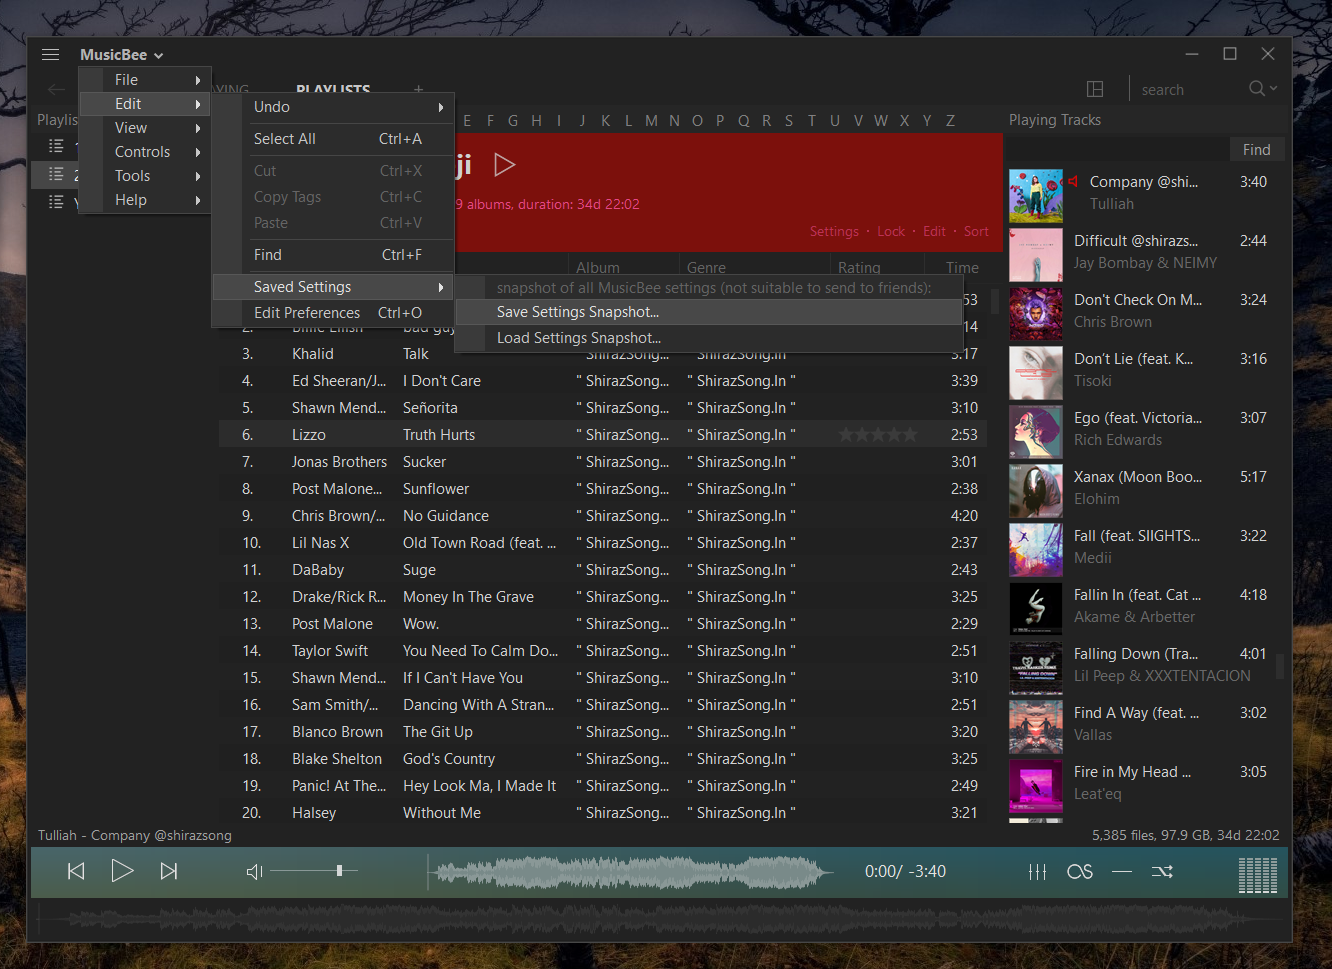 MusicBee
File
Edit
View
Controls
Tools
Help
YING
PLAYLISTS +
search
Playlis
1
2
Undo
Select All Ctrl+A
Cut Ctrl+X
Copy Tags Ctrl+C
Paste Ctrl+V
Find Ctrl+F
Saved Settings
Edit Preferences Ctrl+O
snapshot of all MusicBee settings (not suitable to send to friends):
Save Settings Snapshot...
Load Settings Snapshot...
E F G H I J K L M N O P Q R S T U V W X Y Z
ji
9 albums, duration: 34d 22:02
Settings · Lock · Edit · Sort
Album Genre Rating Time
53
2. Billie Eilish bad guy 14
3. Khalid Talk " ShirazSong... " ShirazSong.In " 3:17
4. Ed Sheeran/J... I Don't Care " ShirazSong... " ShirazSong.In " 3:39
5. Shawn Mend... Señorita " ShirazSong... " ShirazSong.In " 3:10
6. Lizzo Truth Hurts " ShirazSong... " ShirazSong.In " 2:53
7. Jonas Brothers Sucker " ShirazSong... " ShirazSong.In " 3:01
8. Post Malone... Sunflower " ShirazSong... " ShirazSong.In " 2:38
9. Chris Brown/... No Guidance " ShirazSong... " ShirazSong.In " 4:20
10. Lil Nas X Old Town Road (feat. ... " ShirazSong... " ShirazSong.In " 2:37
11. DaBaby Suge " ShirazSong... " ShirazSong.In " 2:43
12. Drake/Rick R... Money In The Grave " ShirazSong... " ShirazSong.In " 3:25
13. Post Malone Wow. " ShirazSong... " ShirazSong.In " 2:29
14. Taylor Swift You Need To Calm Do... " ShirazSong... " ShirazSong.In " 2:51
15. Shawn Mend... If I Can't Have You " ShirazSong... " ShirazSong.In " 3:10
16. Sam Smith/... Dancing With A Stran... " ShirazSong... " ShirazSong.In " 2:51
17. Blanco Brown The Git Up " ShirazSong... " ShirazSong.In " 3:20
18. Blake Shelton God's Country " ShirazSong... " ShirazSong.In " 3:25
19. Panic! At The... Hey Look Ma, I Made It " ShirazSong... " ShirazSong.In " 2:49
20. Halsey Without Me " ShirazSong... " ShirazSong.In " 3:21
Playing Tracks
Find
Company @shi... 3:40
Tulliah
Difficult @shirazs... 2:44
Jay Bombay & NEIMY
Don't Check On M... 3:24
Chris Brown
Don't Lie (feat. K... 3:16
Tisoki
Ego (feat. Victoria... 3:07
Rich Edwards
Xanax (Moon Boo... 5:17
Elohim
Fall (feat. SIIGHTS... 3:22
Medii
Fallin In (feat. Cat ... 4:18
Akame & Arbetter
Falling Down (Tra... 4:01
Lil Peep & XXXTENTACION
Find A Way (feat. ... 3:02
Vallas
Fire in My Head ... 3:05
Leat'eq
Tulliah - Company @shirazsong
5,385 files, 97.9 GB, 34d 22:02
0:00/ -3:40